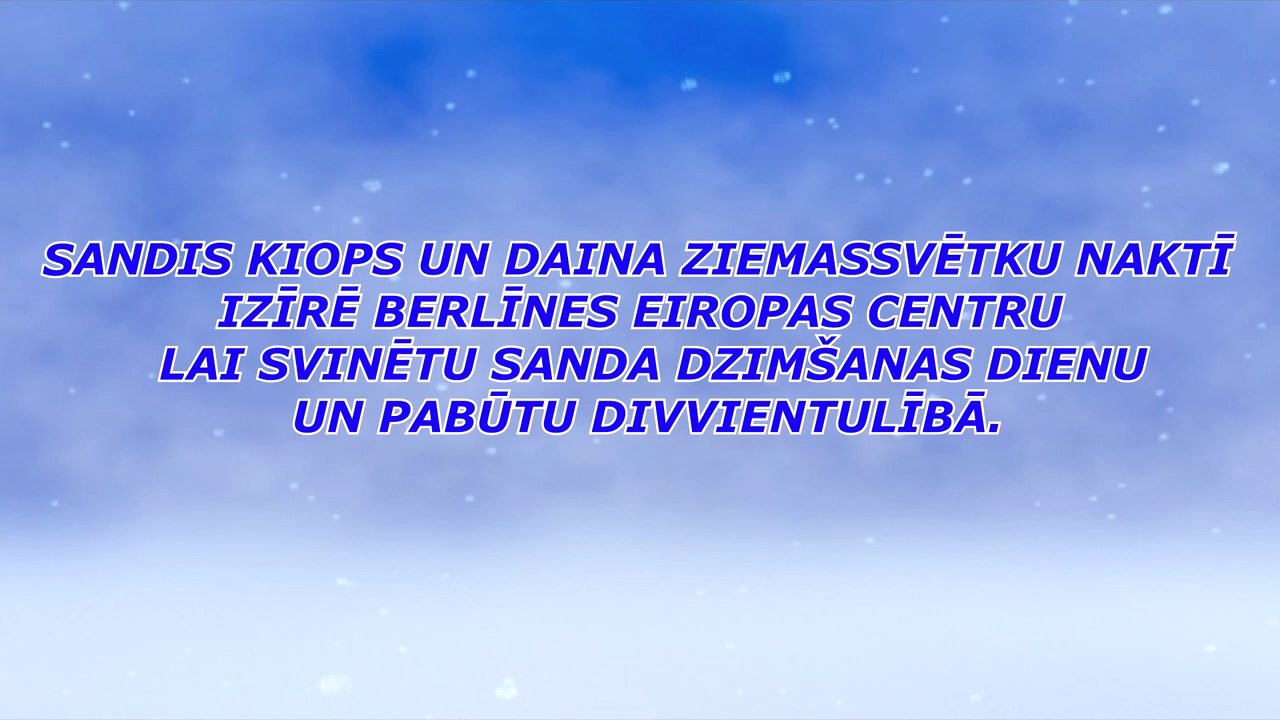 SANDIS KIOPS UN DAINA ZIEMASSVĒTKU NAKTĪ
IZĪRĒ BERLĪNES EIROPAS CENTRU
LAI SVINĒTU SANDA DZIMŠANAS DIENU
UN PABŪTU DIVVIENTULĪBĀ.